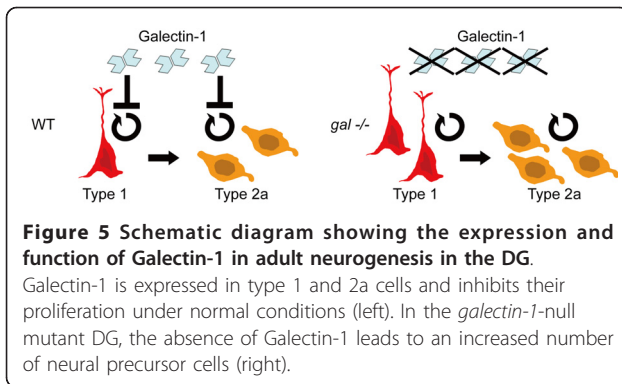 Galectin-1 Galectin-1
WT gal -/-
Type 1 Type 2a Type 1 Type 2a
Figure 5 Schematic diagram showing the expression and
function of Galectin-1 in adult neurogenesis in the DG.
Galectin-1 is expressed in type 1 and 2a cells and inhibits their
proliferation under normal conditions (left). In the galectin-1-null
mutant DG, the absence of Galectin-1 leads to an increased number
of neural precursor cells (right).